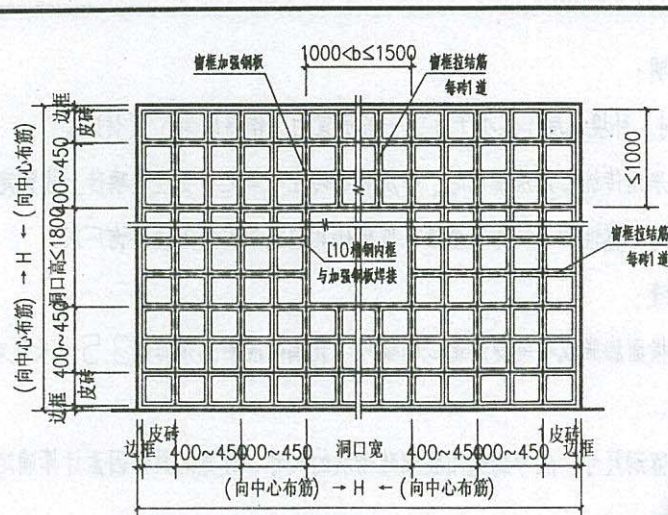 1000<b≤1500
窗框加强钢板
窗框拉结筋
每砖1道
边框
皮砖
400~450
洞口高≤1800
400~450
皮砖
边框
(向中心布筋) → H ← (向中心布筋)
≤1000
[10槽钢内框
与加强钢板焊接
窗框拉结筋
每砖1道
边框 皮砖 400~450 400~450 洞口宽 400~450 400~450 皮砖 边框
(向中心布筋) → H ← (向中心布筋)